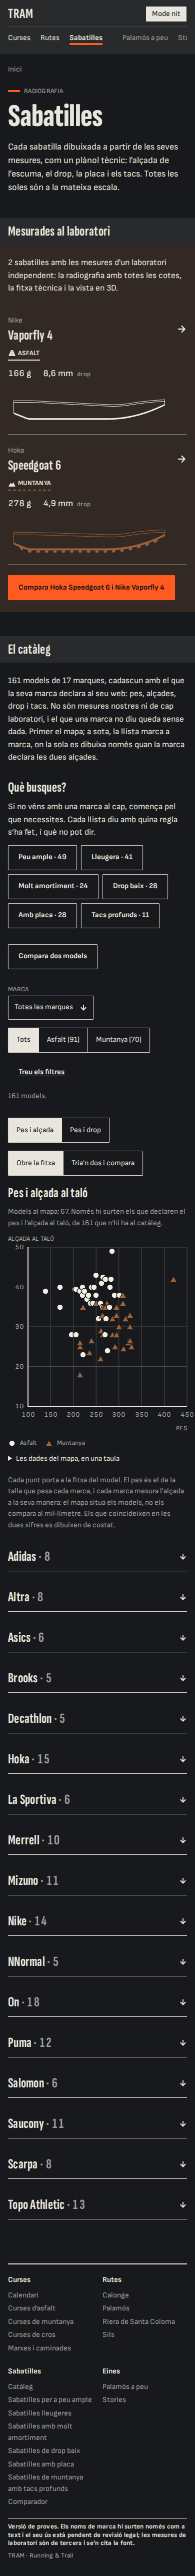 TRAM
Mode nit
Curses Rutes Sabatilles Palamós a peu
Inici
RADIOGRAFIA
Sabatilles
Cada sabatilla dibuixada a partir de les seves
mesures, com un plànol tècnic: l'alçada de
l'escuma, el drop, la placa i els tacs. Totes les
soles són a la mateixa escala.
Mesurades al laboratori
2 sabatilles amb les mesures d'un laboratori
independent: la radiografia amb totes les cotes,
la fitxa tècnica i la vista en 3D.
Nike
Vaporfly 4
ASFALT
166 g 8,6 mm drop
Hoka
Speedgoat 6
MUNTANYA
278 g 4,9 mm drop
Compara Hoka Speedgoat 6 i Nike Vaporfly 4
El catàleg
161 models de 17 marques, cadascun amb el que
la seva marca declara al seu web: pes, alçades,
drop i tacs. No són mesures nostres ni de cap
laboratori, i el que una marca no diu queda sense
dada. Primer el mapa; a sota, la llista marca a
marca, on la sola es dibuixa només quan la marca
declara les dues alçades.
Què busques?
Si no véns amb una marca al cap, comença pel
que necessites. Cada llista diu amb quina regla
s'ha fet, i què no pot dir.
Peu ample · 49
Lleugera · 41
Molt amortiment · 24
Drop baix · 28
Amb placa · 28
Tacs profunds · 11
Compara dos models
MARCA
Totes les marques
Tots Asfalt (91) Muntanya (70)
Treu els filtres
161 models.
Pes i alçada Pes i drop
Obre la fitxa Tria'n dos i compara
Pes i alçada al taló
Models al mapa: 67. Només hi surten els que declaren el
pes i l'alçada al taló, de 161 que n'hi ha al catàleg.
ALÇADA AL TALÓ
50
40
30
20
10
100 150 200 250 300 350 400 450
PES
Asfalt Muntanya
Les dades del mapa, en una taula
Cada punt porta a la fitxa del model. El pes és el de la
talla que pesa cada marca, i cada marca mesura l'alçada
a la seva manera: el mapa situa els models, no els
compara al mil·límetre. Els que coincideixen en les
dues xifres es dibuixen de costat.
Adidas · 8
Altra · 8
Asics · 6
Brooks · 5
Decathlon · 5
Hoka · 15
La Sportiva · 6
Merrell · 10
Mizuno · 11
Nike · 14
NNormal · 5
On · 18
Puma · 12
Salomon · 6
Saucony · 11
Scarpa · 8
Topo Athletic · 13
Curses
Calendari
Curses d'asfalt
Curses de muntanya
Curses de cros
Marxes i caminades
Rutes
Calonge
Palamós
Riera de Santa Coloma
Sils
Sabatilles
Catàleg
Sabatilles per a peu ample
Sabatilles lleugeres
Sabatilles amb molt
amortiment
Sabatilles de drop baix
Sabatilles amb placa
Sabatilles de muntanya
amb tacs profunds
Comparador
Eines
Palamós a peu
Stories
Versió de proves. Els noms de marca hi surten només com a
text i el seu ús està pendent de revisió legal; les mesures de
laboratori són de tercers i se'n cita la font.
TRAM · Running & Trail